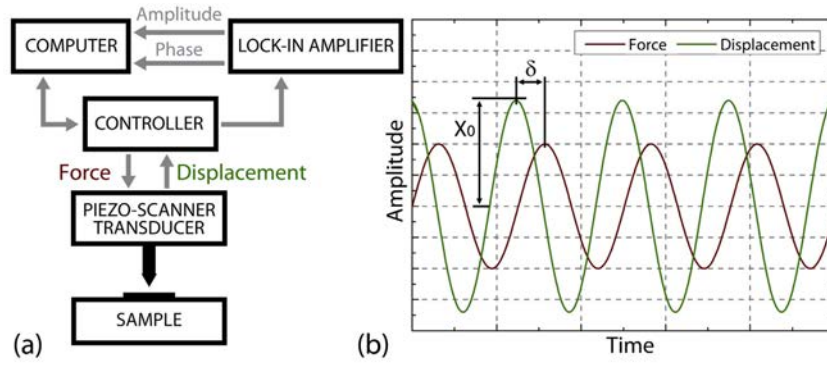 Amplitude
COMPUTER
LOCK-IN AMPLIFIER
Phase
CONTROLLER
Force
Displacement
PIEZO-SCANNER
TRANSDUCER
SAMPLE
(a)
Force
Displacement
δ
X₀
Amplitude
Time
(b)